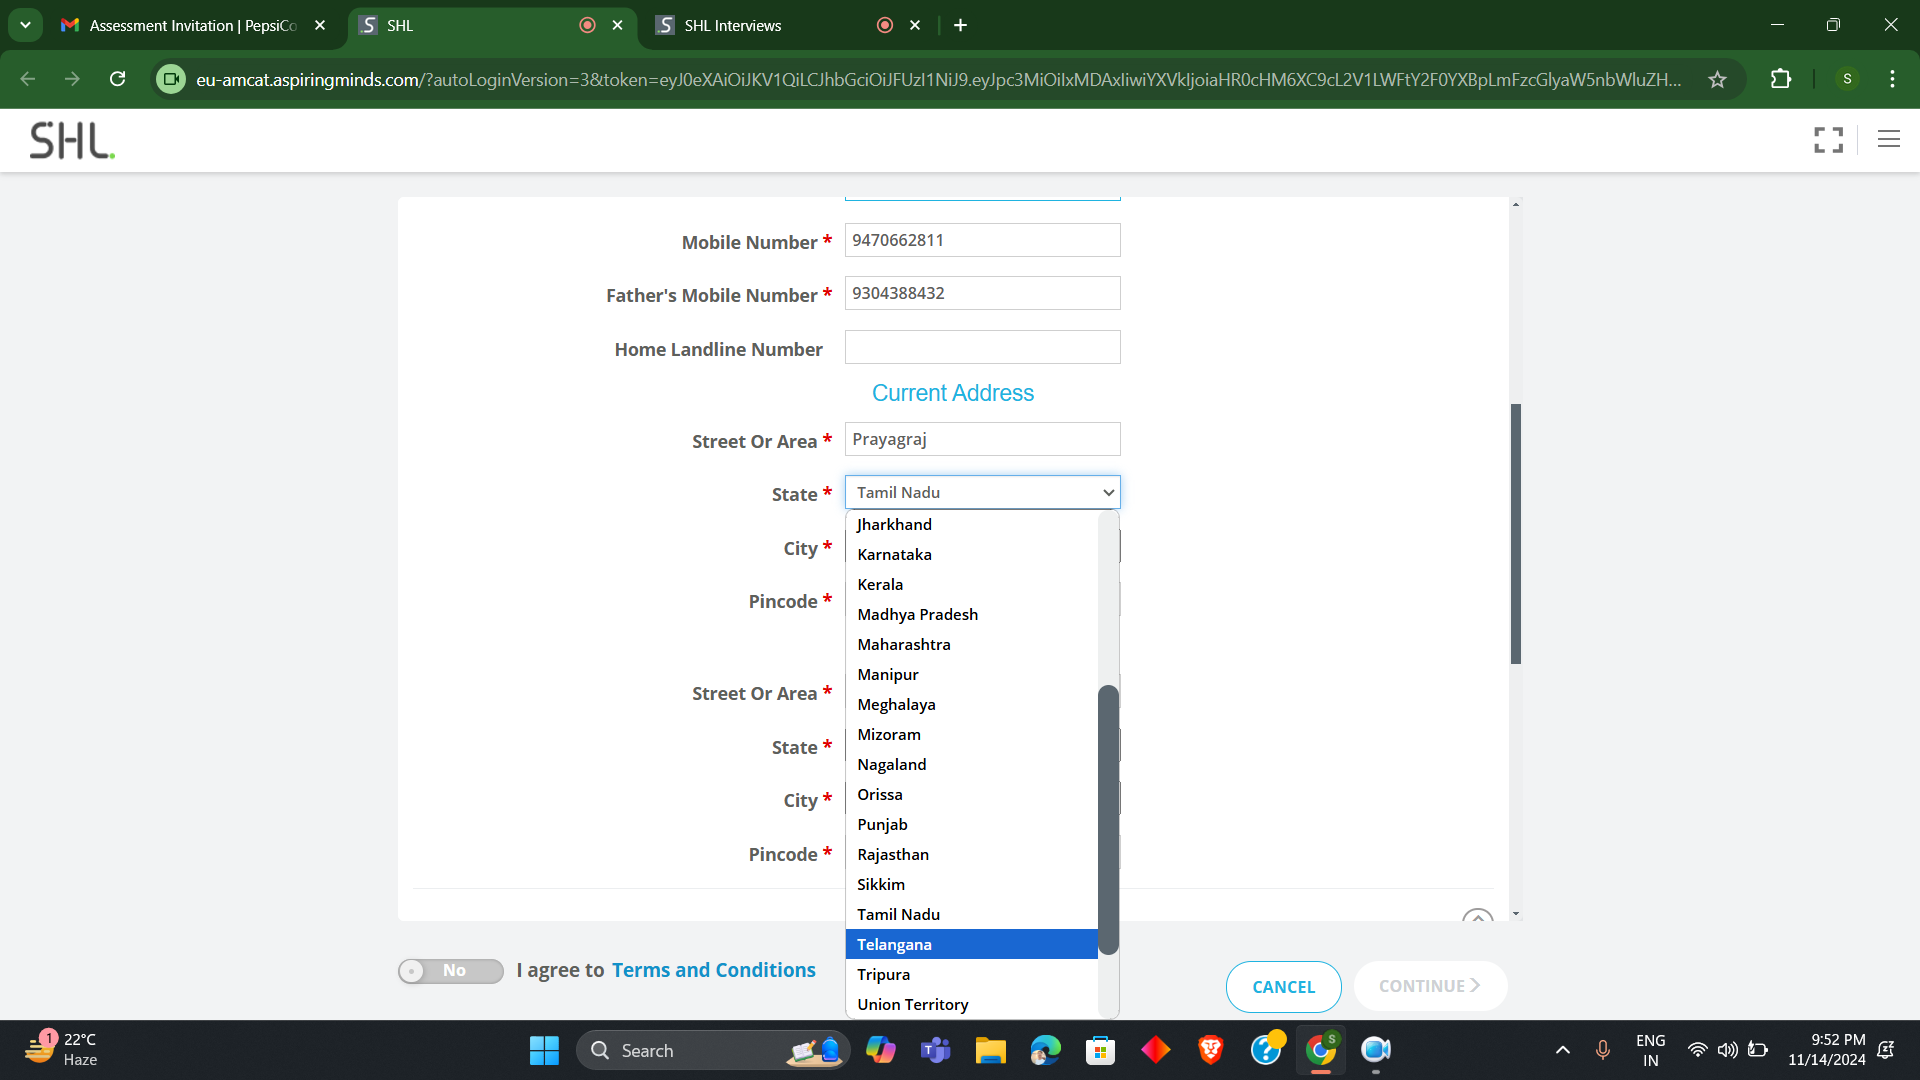 Assessment Invitation | PepsiCo
SHL
SHL Interviews
eu-amcat.aspiringminds.com/?autoLoginVersion=3&token=eyJ0eXAiOiJKV1QiLCJhbGciOiJFUzI1NiJ9.eyJpc3MiOiIxMDAxIiwiYXVkIjoiaHR0cHM6XC9cL2V1LWFtY2F0YXBpLmFzcGlyaW5nbWluZH...
S
SHL.
Mobile Number *
9470662811
Father's Mobile Number *
9304388432
Home Landline Number
Current Address
Street Or Area *
Prayagraj
State *
Tamil Nadu
Jharkhand
City *
Karnataka
Kerala
Pincode *
Madhya Pradesh
Maharashtra
Manipur
Street Or Area *
Meghalaya
Mizoram
State *
Nagaland
Orissa
City *
Punjab
Rajasthan
Pincode *
Sikkim
Tamil Nadu
Telangana
Tripura
Union Territory
No
I agree to Terms and Conditions
CANCEL
CONTINUE
1
22°C
Haze
Search
S
ENG
IN
9:52 PM
11/14/2024